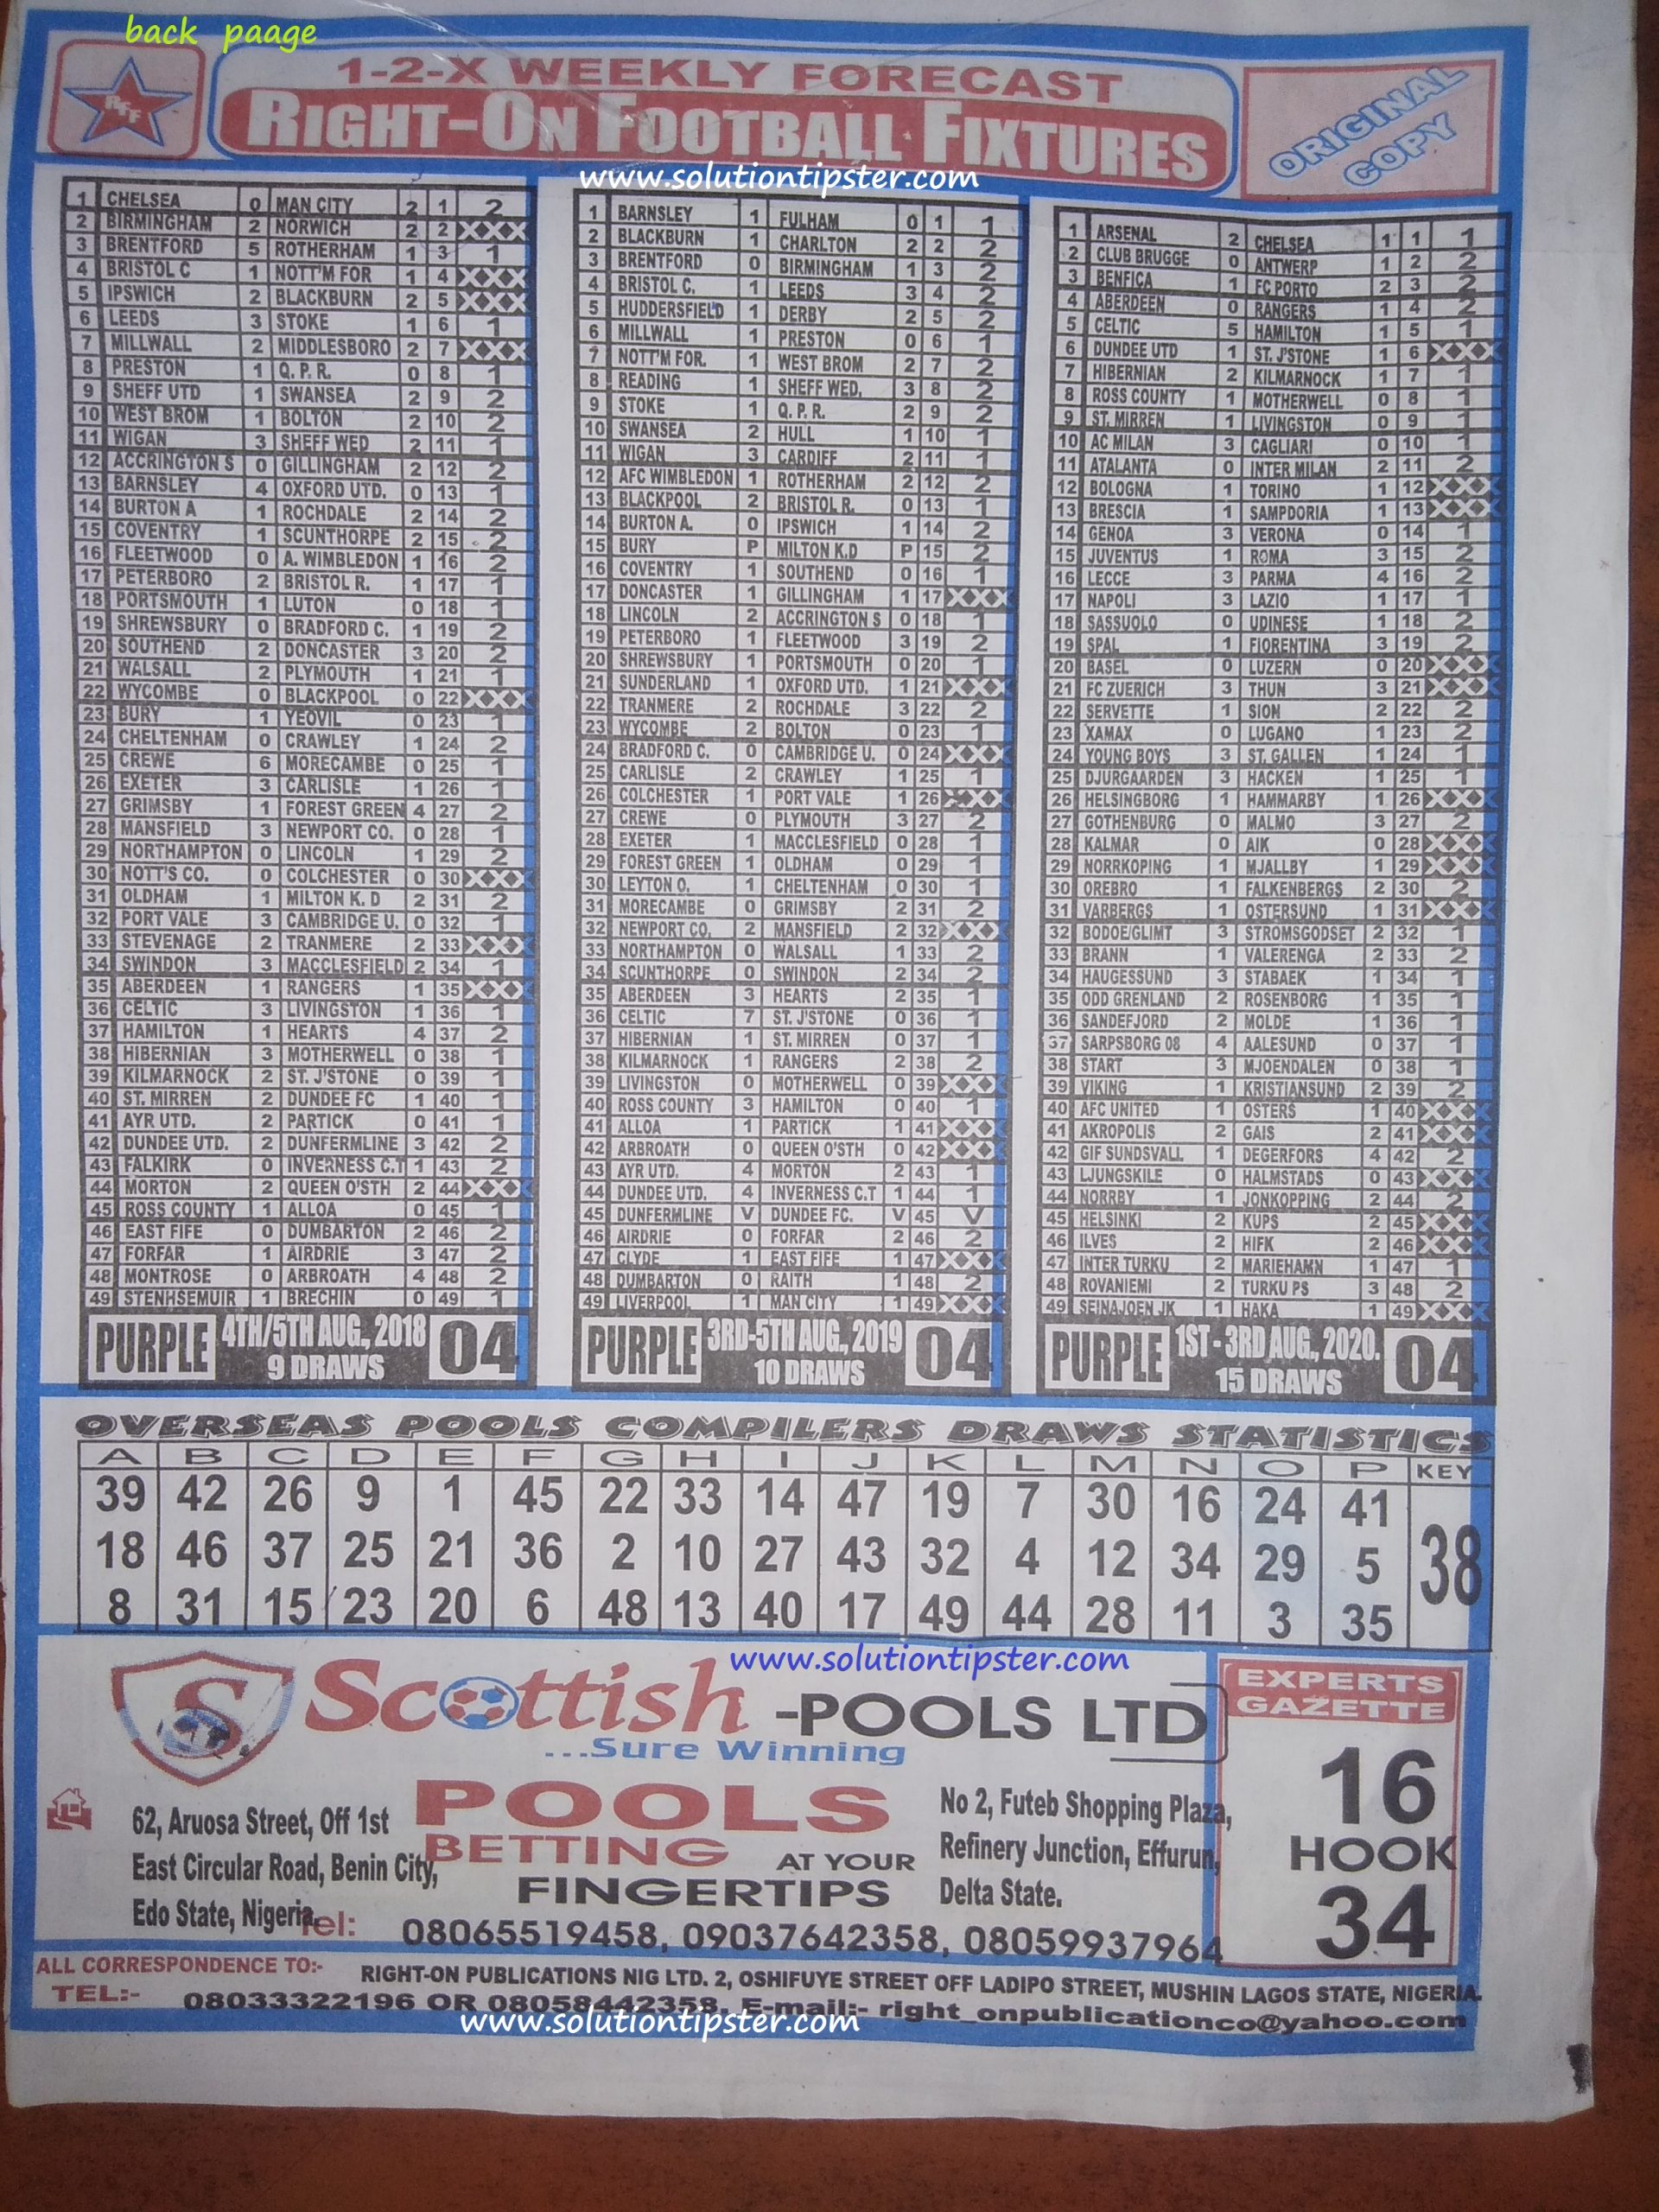 back paage
1-2-X WEEKLY FORECAST
RIGHT-ON FOOTBALL FIXTURES
RFF
ORIGINAL
COPY
www.solutiontipster.com
1 CHELSEA 0 MAN CITY 2 1 2
2 BIRMINGHAM 2 NORWICH 2 2 XXX
3 BRENTFORD 5 ROTHERHAM 1 3 1
4 BRISTOL C 1 NOTT'M FOR 1 4 XXX
5 IPSWICH 2 BLACKBURN 2 5 XXX
6 LEEDS 3 STOKE 1 6 1
7 MILLWALL 2 MIDDLESBORO 2 7 XXX
8 PRESTON 1 Q. P. R. 0 8 1
9 SHEFF UTD 1 SWANSEA 2 9 2
10 WEST BROM 1 BOLTON 2 10 2
11 WIGAN 3 SHEFF WED 2 11 1
12 ACCRINGTON S 0 GILLINGHAM 2 12 2
13 BARNSLEY 4 OXFORD UTD. 0 13 1
14 BURTON A 1 ROCHDALE 2 14 2
15 COVENTRY 1 SCUNTHORPE 2 15 2
16 FLEETWOOD 0 A. WIMBLEDON 1 16 2
17 PETERBORO 2 BRISTOL R. 1 17 1
18 PORTSMOUTH 1 LUTON 0 18 1
19 SHREWSBURY 0 BRADFORD C. 1 19 2
20 SOUTHEND 2 DONCASTER 3 20 2
21 WALSALL 2 PLYMOUTH 1 21 1
22 WYCOMBE 0 BLACKPOOL 0 22 XXX
23 BURY 1 YEOVIL 0 23 1
24 CHELTENHAM 0 CRAWLEY 1 24 2
25 CREWE 6 MORECAMBE 0 25 1
26 EXETER 3 CARLISLE 1 26 1
27 GRIMSBY 1 FOREST GREEN 4 27 2
28 MANSFIELD 3 NEWPORT CO. 0 28 1
29 NORTHAMPTON 0 LINCOLN 1 29 2
30 NOTT'S CO. 0 COLCHESTER 0 30 XXX
31 OLDHAM 1 MILTON K. D 2 31 2
32 PORT VALE 3 CAMBRIDGE U. 0 32 1
33 STEVENAGE 2 TRANMERE 2 33 XXX
34 SWINDON 3 MACCLESFIELD 2 34 1
35 ABERDEEN 1 RANGERS 1 35 XXX
36 CELTIC 3 LIVINGSTON 1 36 1
37 HAMILTON 1 HEARTS 4 37 2
38 HIBERNIAN 3 MOTHERWELL 0 38 1
39 KILMARNOCK 2 ST. J'STONE 0 39 1
40 ST. MIRREN 2 DUNDEE FC 1 40 1
41 AYR UTD. 2 PARTICK 0 41 1
42 DUNDEE UTD. 2 DUNFERMLINE 3 42 2
43 FALKIRK 0 INVERNESS C.T 1 43 2
44 MORTON 2 QUEEN O'STH 2 44 XXX
45 ROSS COUNTY 1 ALLOA 0 45 1
46 EAST FIFE 0 DUMBARTON 2 46 2
47 FORFAR 1 AIRDRIE 3 47 2
48 MONTROSE 0 ARBROATH 4 48 2
49 STENHSEMUIR 1 BRECHIN 0 49 1
PURPLE 4TH/5TH AUG., 2018 04
9 DRAWS
1 BARNSLEY 1 FULHAM 0 1 1
2 BLACKBURN 1 CHARLTON 2 2 2
3 BRENTFORD 0 BIRMINGHAM 1 3 2
4 BRISTOL C. 1 LEEDS 3 4 2
5 HUDDERSFIELD 1 DERBY 2 5 2
6 MILLWALL 1 PRESTON 0 6 1
7 NOTT'M FOR. 1 WEST BROM 2 7 2
8 READING 1 SHEFF WED, 3 8 2
9 STOKE 1 Q. P. R. 2 9 2
10 SWANSEA 2 HULL 1 10 1
11 WIGAN 3 CARDIFF 2 11 1
12 AFC WIMBLEDON 1 ROTHERHAM 2 12 2
13 BLACKPOOL 2 BRISTOL R. 0 13 1
14 BURTON A. 0 IPSWICH 1 14 2
15 BURY P MILTON K.D P 15 2
16 COVENTRY 1 SOUTHEND 0 16 1
17 DONCASTER 1 GILLINGHAM 1 17 XXX
18 LINCOLN 2 ACCRINGTON S 0 18 1
19 PETERBORO 1 FLEETWOOD 3 19 2
20 SHREWSBURY 1 PORTSMOUTH 0 20 1
21 SUNDERLAND 1 OXFORD UTD. 1 21 XXX
22 TRANMERE 2 ROCHDALE 3 22 2
23 WYCOMBE 2 BOLTON 0 23 1
24 BRADFORD C. 0 CAMBRIDGE U. 0 24 XXX
25 CARLISLE 2 CRAWLEY 1 25 1
26 COLCHESTER 1 PORT VALE 1 26 XXX
27 CREWE 0 PLYMOUTH 3 27 2
28 EXETER 1 MACCLESFIELD 0 28 1
29 FOREST GREEN 1 OLDHAM 0 29 1
30 LEYTON O. 1 CHELTENHAM 0 30 1
31 MORECAMBE 0 GRIMSBY 2 31 2
32 NEWPORT CO, 2 MANSFIELD 2 32 XXX
33 NORTHAMPTON 0 WALSALL 1 33 2
34 SCUNTHORPE 0 SWINDON 2 34 2
35 ABERDEEN 3 HEARTS 2 35 1
36 CELTIC 7 ST. J'STONE 0 36 1
37 HIBERNIAN 1 ST. MIRREN 0 37 1
38 KILMARNOCK 1 RANGERS 2 38 2
39 LIVINGSTON 0 MOTHERWELL 0 39 XXX
40 ROSS COUNTY 3 HAMILTON 0 40 1
41 ALLOA 1 PARTICK 1 41 XXX
42 ARBROATH 0 QUEEN O'STH 0 42 XXX
43 AYR UTD. 4 MORTON 2 43 1
44 DUNDEE UTD. 4 INVERNESS C.T 1 44 1
45 DUNFERMLINE V DUNDEE FC. V 45 V
46 AIRDRIE 0 FORFAR 2 46 2
47 CLYDE 1 EAST FIFE 1 47 XXX
48 DUMBARTON 0 RAITH 1 48 2
49 LIVERPOOL 1 MAN CITY 1 49 XXX
PURPLE 3RD-5TH AUG., 2019 04
10 DRAWS
1 ARSENAL 2 CHELSEA 1 1 1
2 CLUB BRUGGE 0 ANTWERP 1 2 2
3 BENFICA 1 FC PORTO 2 3 2
4 ABERDEEN 0 RANGERS 1 4 2
5 CELTIC 5 HAMILTON 1 5 1
6 DUNDEE UTD 1 ST. J'STONE 1 6 XXX
7 HIBERNIAN 2 KILMARNOCK 1 7 1
8 ROSS COUNTY 1 MOTHERWELL 0 8 1
9 ST. MIRREN 1 LIVINGSTON 0 9 1
10 AC MILAN 3 CAGLIARI 0 10 1
11 ATALANTA 0 INTER MILAN 2 11 2
12 BOLOGNA 1 TORINO 1 12 XXX
13 BRESCIA 1 SAMPDORIA 1 13 XXX
14 GENOA 3 VERONA 0 14 1
15 JUVENTUS 1 ROMA 3 15 2
16 LECCE 3 PARMA 4 16 2
17 NAPOLI 3 LAZIO 1 17 1
18 SASSUOLO 0 UDINESE 1 18 2
19 SPAL 1 FIORENTINA 3 19 2
20 BASEL 0 LUZERN 0 20 XXX
21 FC ZUERICH 3 THUN 3 21 XXX
22 SERVETTE 1 SION 2 22 2
23 XAMAX 0 LUGANO 1 23 2
24 YOUNG BOYS 3 ST. GALLEN 1 24 1
25 DJURGAARDEN 3 HACKEN 1 25 1
26 HELSINGBORG 1 HAMMARBY 1 26 XXX
27 GOTHENBURG 0 MALMO 3 27 2
28 KALMAR 0 AIK 0 28 XXX
29 NORRKOPING 1 MJALLBY 1 29 XXX
30 OREBRO 1 FALKENBERGS 2 30 2
31 VARBERGS 1 OSTERSUND 1 31 XXX
32 BODOE/GLIMT 3 STROMSGODSET 2 32 1
33 BRANN 1 VALERENGA 2 33 2
34 HAUGESSUND 3 STABAEK 1 34 1
35 ODD GRENLAND 2 ROSENBORG 1 35 1
36 SANDEFJORD 2 MOLDE 1 36 1
37 SARPSBORG 08 4 AALESUND 0 37 1
38 START 3 MJOENDALEN 0 38 1
39 VIKING 1 KRISTIANSUND 2 39 2
40 AFC UNITED 1 OSTERS 1 40 XXX
41 AKROPOLIS 2 GAIS 2 41 XXX
42 GIF SUNDSVALL 1 DEGERFORS 4 42 2
43 LJUNGSKILE 0 HALMSTADS 0 43 XXX
44 NORRBY 1 JONKOPPING 2 44 2
45 HELSINKI 2 KUPS 2 45 XXX
46 ILVES 2 HIFK 2 46 XXX
47 INTER TURKU 2 MARIEHAMN 1 47 1
48 ROVANIEMI 2 TURKU PS 3 48 2
49 SEINAJOEN JK 1 HAKA 1 49 XXX
PURPLE 1ST - 3RD AUG., 2020. 04
15 DRAWS
OVERSEAS POOLS COMPILERS DRAWS STATISTICS
A B C D E F G H I J K L M N O P KEY
39 42 26 9 1 45 22 33 14 47 19 7 30 16 24 41
18 46 37 25 21 36 2 10 27 43 32 4 12 34 29 5 38
8 31 15 23 20 6 48 13 40 17 49 44 28 11 3 35
www.solutiontipster.com
S
Scottish -POOLS LTD
...Sure Winning
POOLS
BETTING AT YOUR
FINGERTIPS
62, Aruosa Street, Off 1st
East Circular Road, Benin City,
Edo State, Nigeria.
No 2, Futeb Shopping Plaza,
Refinery Junction, Effurun,
Delta State.
Tel: 08065519458, 09037642358, 08059937964
EXPERTS
GAZETTE
16
HOOK
34
ALL CORRESPONDENCE TO:- RIGHT-ON PUBLICATIONS NIG LTD. 2, OSHIFUYE STREET OFF LADIPO STREET, MUSHIN LAGOS STATE, NIGERIA.
TEL:- 08033322196 OR 08058442358, E-mail:- right_onpublicationco@yahoo.com
www.solutiontipster.com